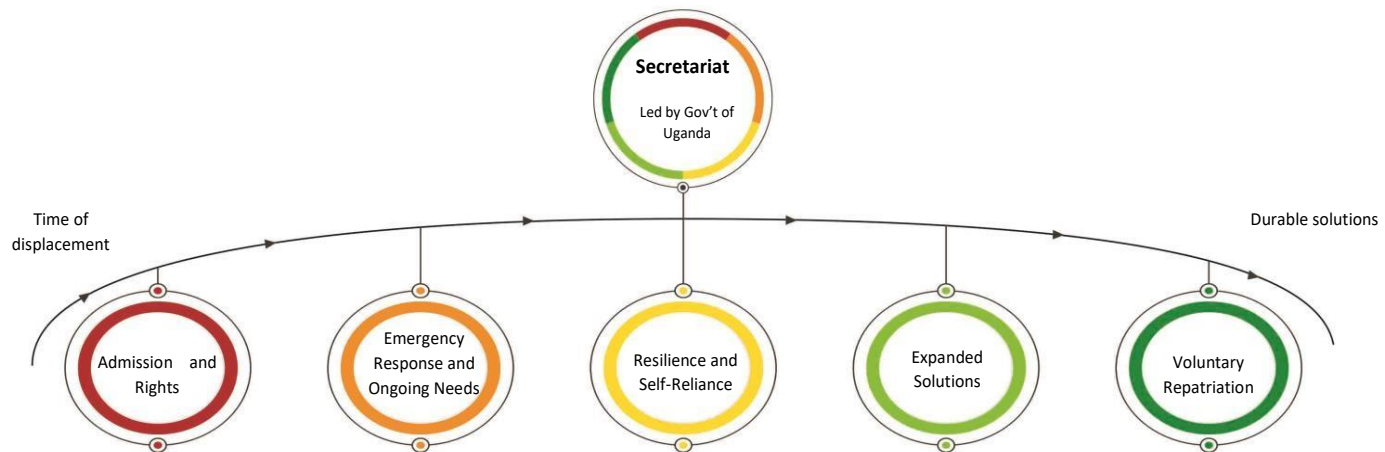 Secretariat
Led by Gov’t of
Uganda
Time of
displacement
Durable solutions
Admission and
Rights
Emergency
Response and
Ongoing Needs
Resilience and
Self-Reliance
Expanded
Solutions
Voluntary
Repatriation